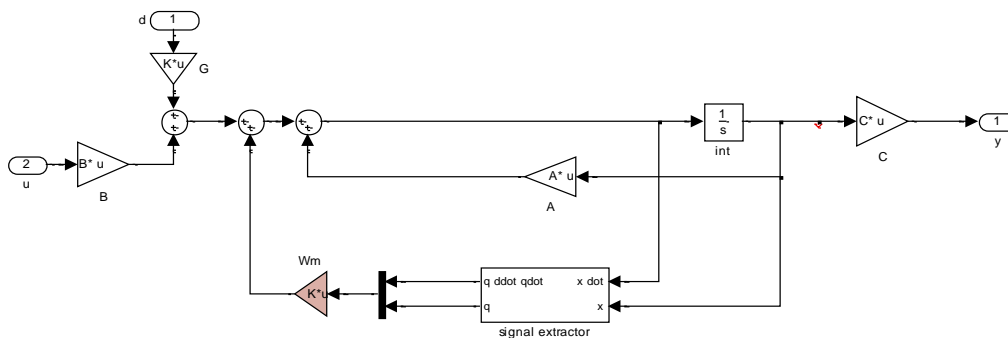 d
1
K*u
G
2
u
B* u
B
1
s
int
C* u
C
1
y
A* u
A
Wm
K*u
q ddot qdot
x dot
q
x
signal extractor